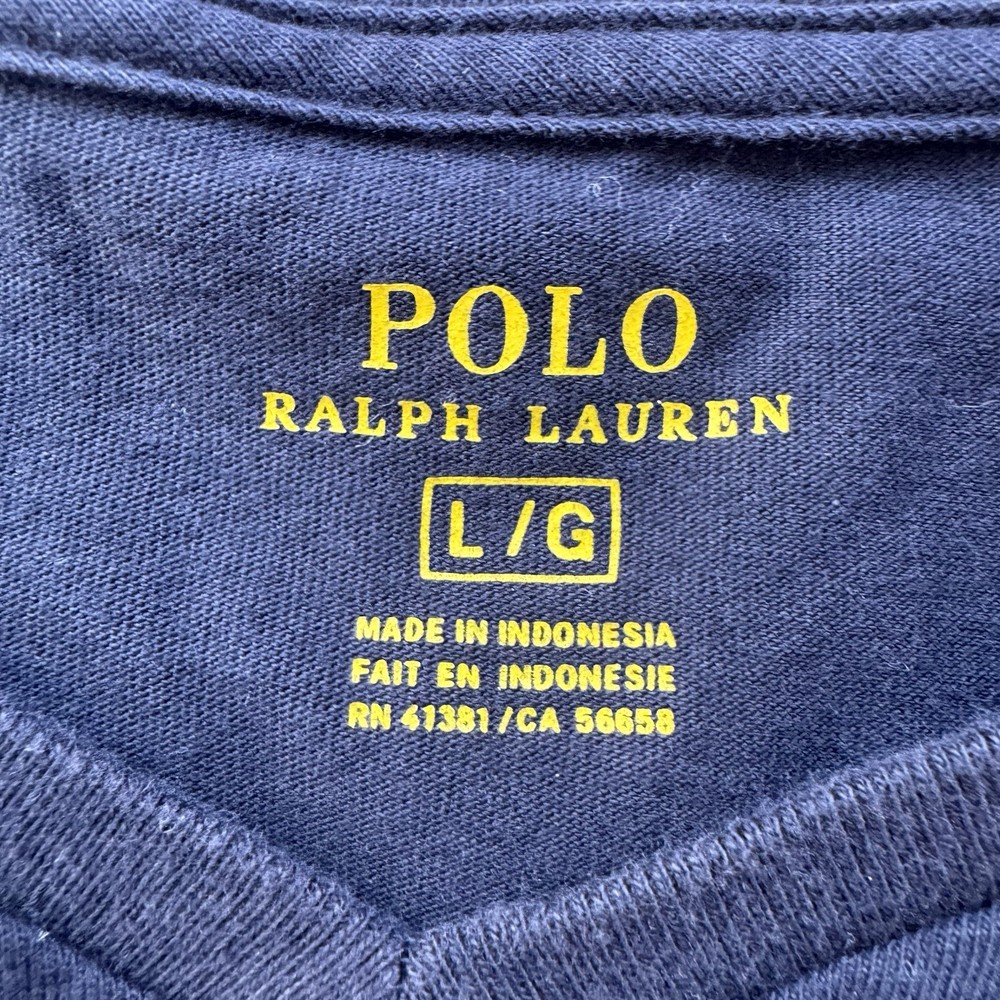 POLO
RALPH LAUREN
L/G
MADE IN INDONESIA
FAIT EN INDONESIE
RN 41381/CA 56658